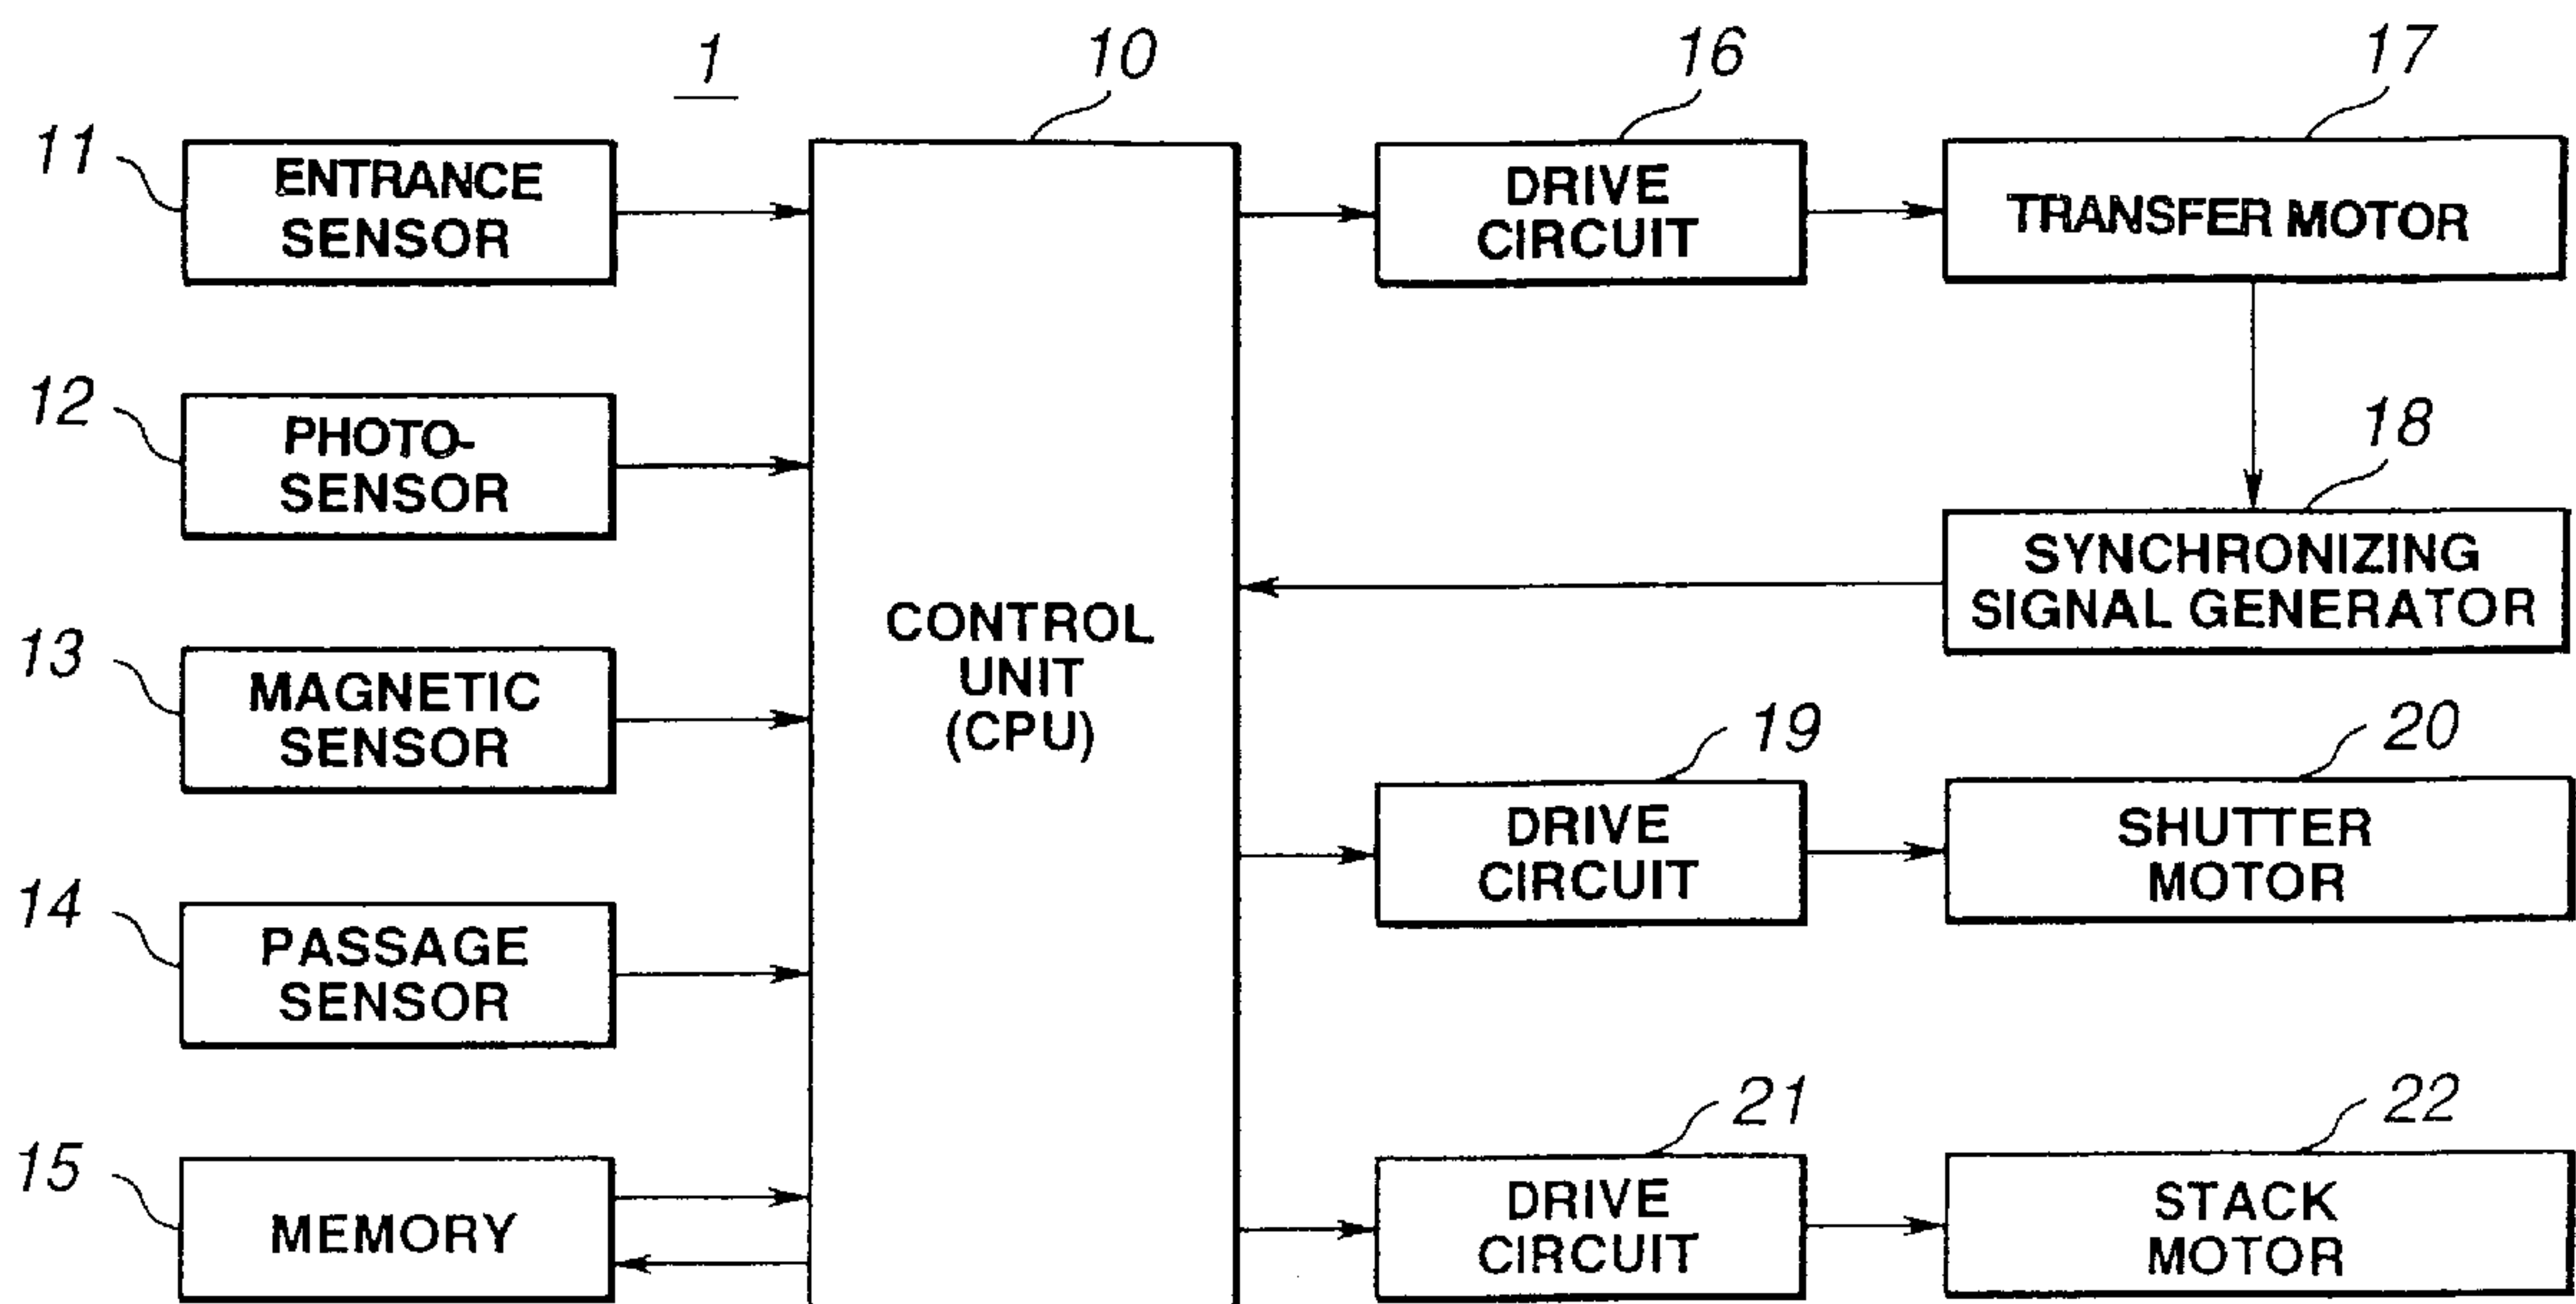 1
10
16
17
11
ENTRANCE
SENSOR
DRIVE
CIRCUIT
TRANSFER MOTOR
12
PHOTO-
SENSOR
18
SYNCHRONIZING
SIGNAL GENERATOR
CONTROL
UNIT
(CPU)
13
MAGNETIC
SENSOR
19
DRIVE
CIRCUIT
20
SHUTTER
MOTOR
14
PASSAGE
SENSOR
15
MEMORY
21
DRIVE
CIRCUIT
22
STACK
MOTOR